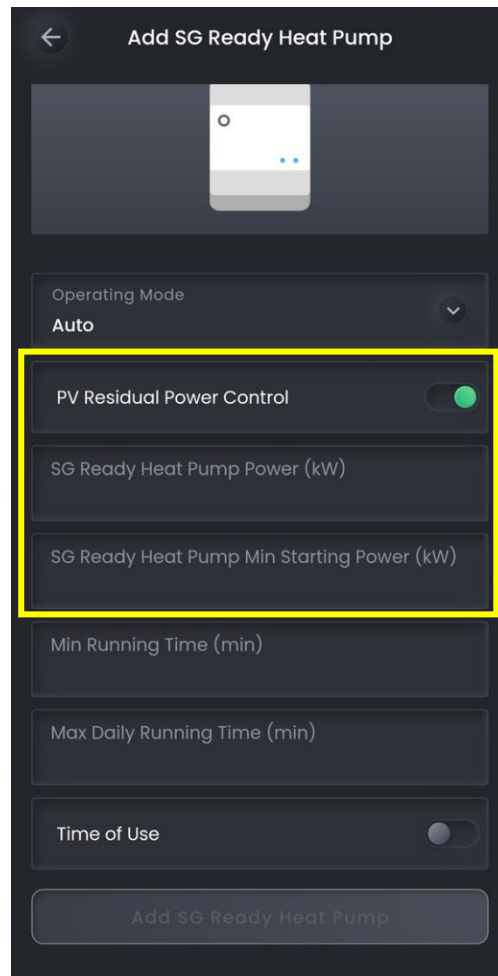 Add SG Ready Heat Pump
Operating Mode
Auto
PV Residual Power Control
SG Ready Heat Pump Power (kW)
SG Ready Heat Pump Min Starting Power (kW)
Min Running Time (min)
Max Daily Running Time (min)
Time of Use
Add SG Ready Heat Pump